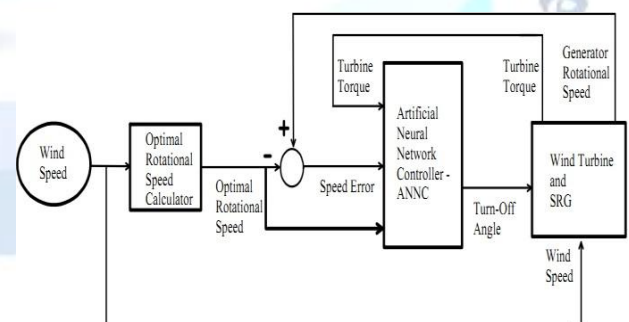 Wind
Speed
Optimal
Rotational
Speed
Calculator
Optimal
Rotational
Speed
+
-
Speed Error
Turbine
Torque
Artificial
Neural
Network
Controller -
ANNC
Turn-Off
Angle
Turbine
Torque
Generator
Rotational
Speed
Wind Turbine
and
SRG
Wind
Speed